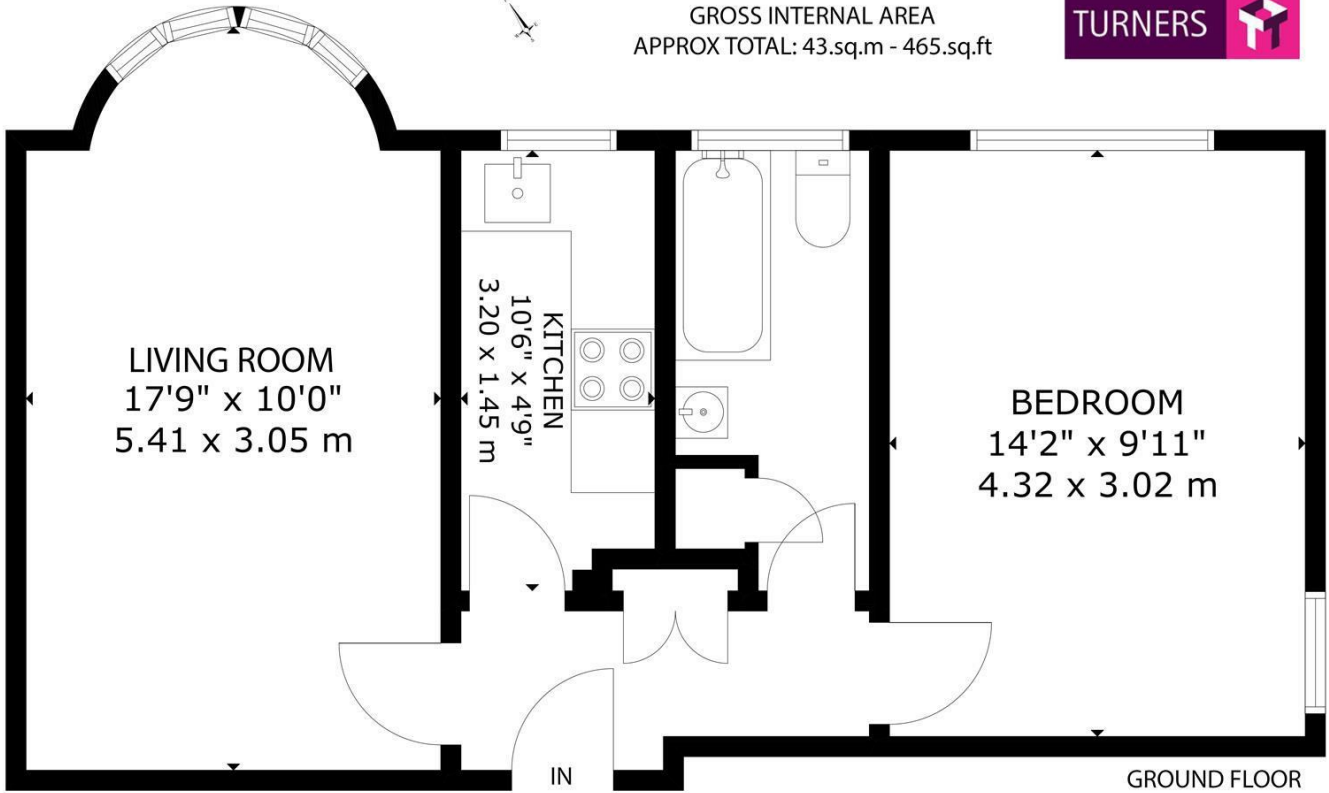 GROSS INTERNAL AREA
APPROX TOTAL: 43.sq.m - 465.sq.ft
TURNERS
LIVING ROOM
17'9" x 10'0"
5.41 x 3.05 m
KITCHEN
10'6" x 4'9"
3.20 x 1.45 m
BEDROOM
14'2" x 9'11"
4.32 x 3.02 m
IN
GROUND FLOOR